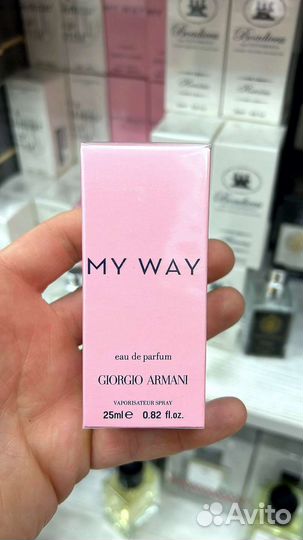 MY WAY
eau de parfum
GIORGIO ARMANI
VAPORISATEUR SPRAY
25ml e 0.82 fl.oz.
Avito